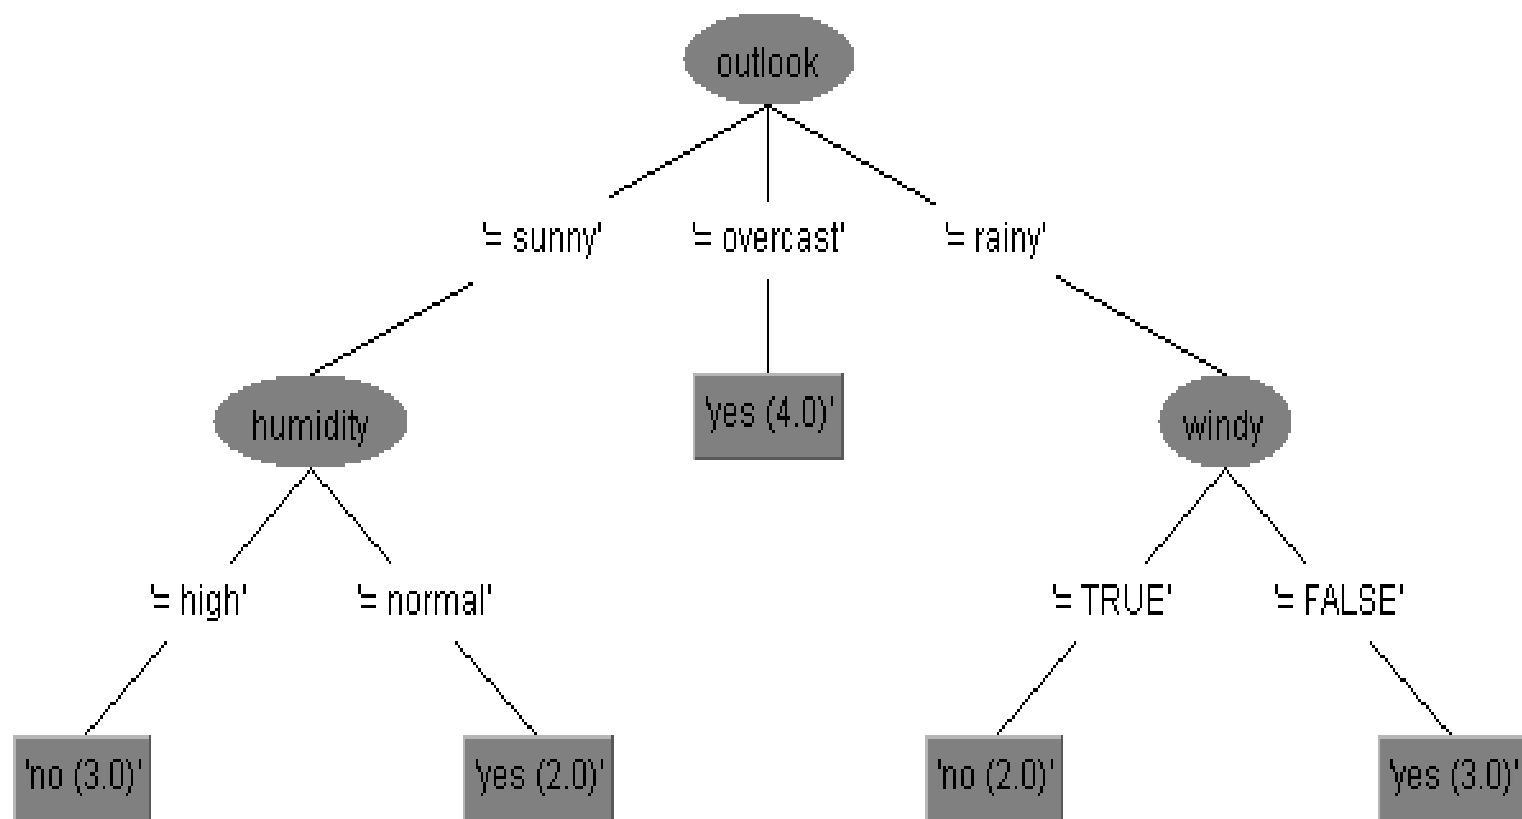 outlook
'= sunny' '= overcast' '= rainy'
humidity 'yes (4.0)' windy
'= high' '= normal' '= TRUE' '= FALSE'
'no (3.0)' 'yes (2.0)' 'no (2.0)' 'yes (3.0)'